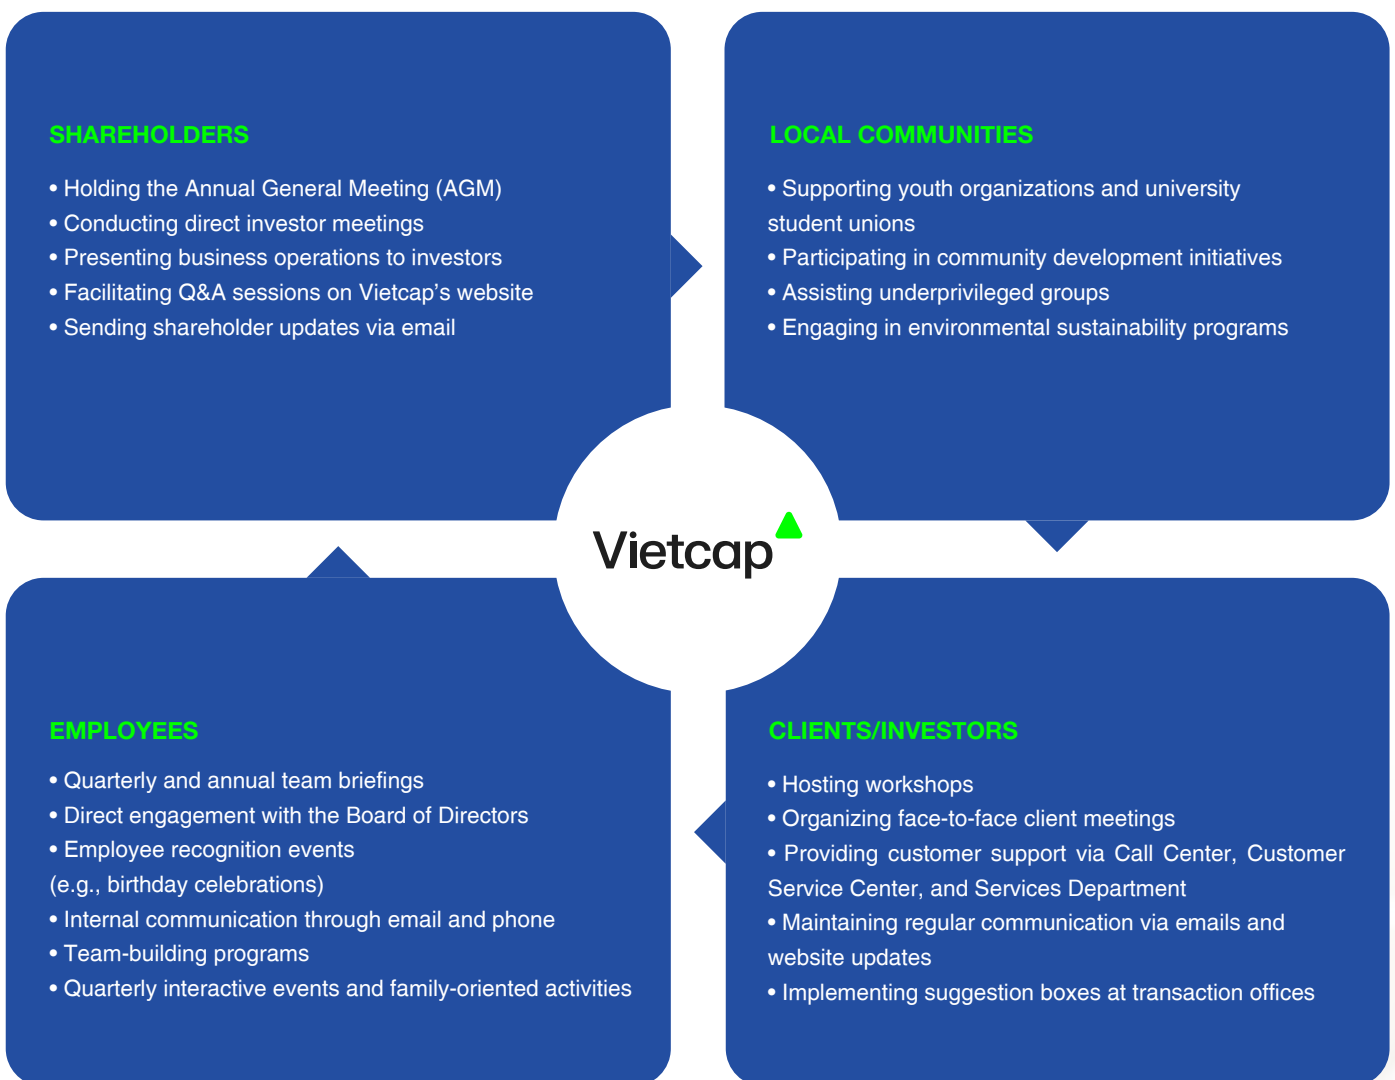 SHAREHOLDERS
• Holding the Annual General Meeting (AGM)
• Conducting direct investor meetings
• Presenting business operations to investors
• Facilitating Q&A sessions on Vietcap’s website
• Sending shareholder updates via email
LOCAL COMMUNITIES
• Supporting youth organizations and university
student unions
• Participating in community development initiatives
• Assisting underprivileged groups
• Engaging in environmental sustainability programs
Vietcap
EMPLOYEES
• Quarterly and annual team briefings
• Direct engagement with the Board of Directors
• Employee recognition events
(e.g., birthday celebrations)
• Internal communication through email and phone
• Team-building programs
• Quarterly interactive events and family-oriented activities
CLIENTS/INVESTORS
• Hosting workshops
• Organizing face-to-face client meetings
• Providing customer support via Call Center, Customer
Service Center, and Services Department
• Maintaining regular communication via emails and
website updates
• Implementing suggestion boxes at transaction offices